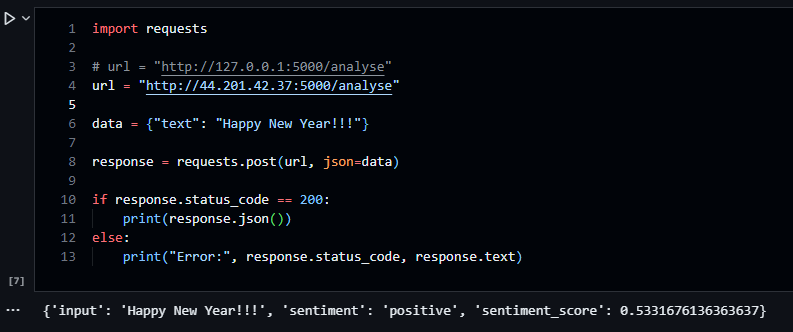 1 import requests
2
3 # url = "http://127.0.0.1:5000/analyse"
4 url = "http://44.201.42.37:5000/analyse"
5
6 data = {"text": "Happy New Year!!!"}
7
8 response = requests.post(url, json=data)
9
10 if response.status_code == 200:
11     print(response.json())
12 else:
13     print("Error:", response.status_code, response.text)
[7]
... {'input': 'Happy New Year!!!', 'sentiment': 'positive', 'sentiment_score': 0.5331676136363637}